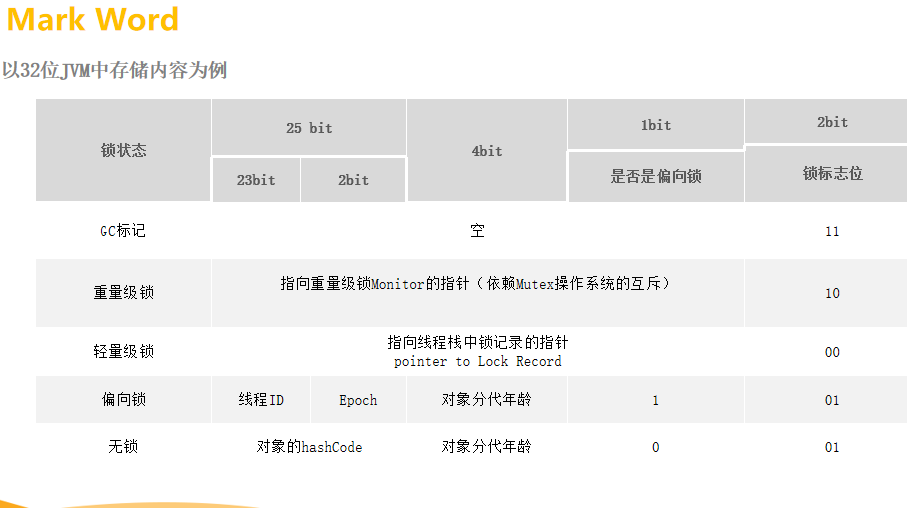 Mark Word
以32位JVM中存储内容为例
锁状态 25 bit 4bit 1bit 2bit
23bit 2bit 是否是偏向锁 锁标志位
GC标记 空 11
重量级锁 指向重量级锁Monitor的指针（依赖Mutex操作系统的互斥） 10
轻量级锁 指向线程栈中锁记录的指针 00
pointer to Lock Record
偏向锁 线程ID Epoch 对象分代年龄 1 01
无锁 对象的hashCode 对象分代年龄 0 01